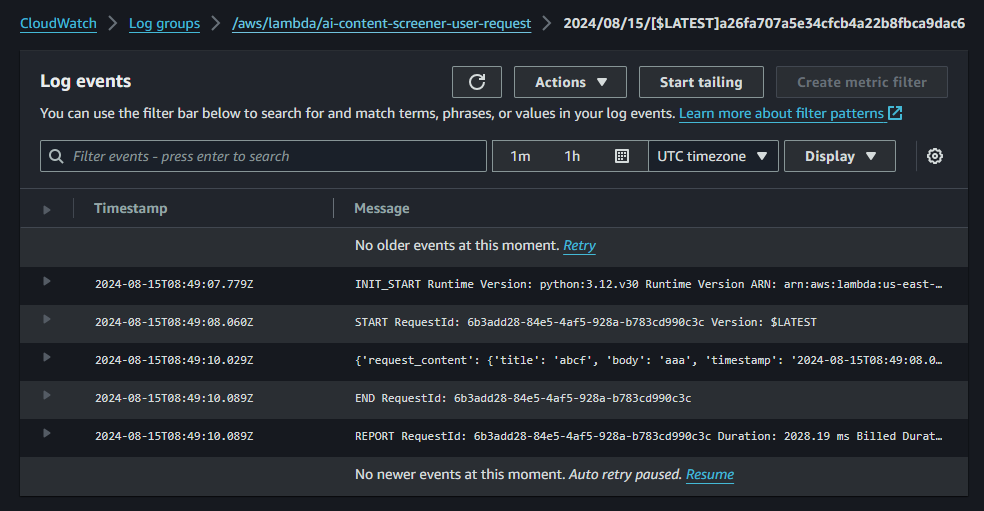 CloudWatch > Log groups > /aws/lambda/ai-content-screener-user-request > 2024/08/15/[$LATEST]a26fa707a5e34cfcb4a22b8fbca9dac6
Log events
Actions
Start tailing
Create metric filter
You can use the filter bar below to search for and match terms, phrases, or values in your log events. Learn more about filter patterns
Filter events - press enter to search
1m
1h
UTC timezone
Display
Timestamp
Message
No older events at this moment. Retry
2024-08-15T08:49:07.779Z INIT_START Runtime Version: python:3.12.v30 Runtime Version ARN: arn:aws:lambda:us-east-…
2024-08-15T08:49:08.060Z START RequestId: 6b3add28-84e5-4af5-928a-b783cd990c3c Version: $LATEST
2024-08-15T08:49:10.029Z {'request_content': {'title': 'abcf', 'body': 'aaa', 'timestamp': '2024-08-15T08:49:08.0…
2024-08-15T08:49:10.089Z END RequestId: 6b3add28-84e5-4af5-928a-b783cd990c3c
2024-08-15T08:49:10.089Z REPORT RequestId: 6b3add28-84e5-4af5-928a-b783cd990c3c Duration: 2028.19 ms Billed Durat…
No newer events at this moment. Auto retry paused. Resume